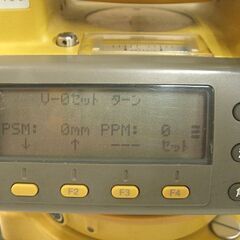 V-0セット ターン
PSM: 0mm PPM: 0
↓ ↑ --- セット
F2 F3 F4